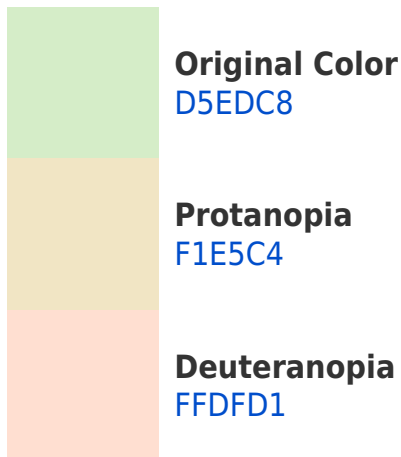 Original Color
D5EDC8
Protanopia
F1E5C4
Deuteranopia
FFDFD1